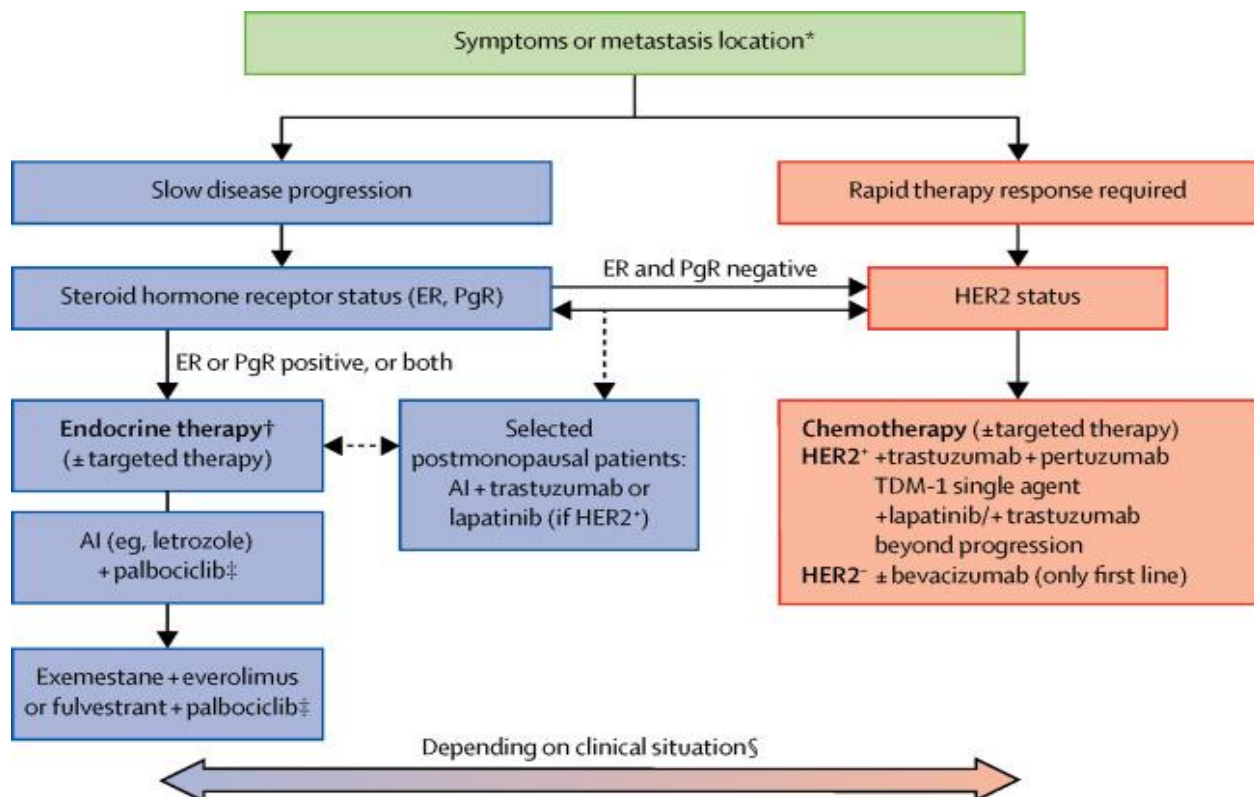 Symptoms or metastasis location*
Slow disease progression
Rapid therapy response required
Steroid hormone receptor status (ER, PgR)
ER and PgR negative
HER2 status
ER or PgR positive, or both
Endocrine therapy†
(± targeted therapy)
Selected
postmonopausal patients:
AI + trastuzumab or
lapatinib (if HER2⁺)
Chemotherapy (±targeted therapy)
HER2⁺ +trastuzumab + pertuzumab
TDM-1 single agent
+lapatinib/+ trastuzumab
beyond progression
HER2⁻ ± bevacizumab (only first line)
AI (eg, letrozole)
+ palbociclib‡
Exemestane + everolimus
or fulvestrant + palbociclib‡
Depending on clinical situation§